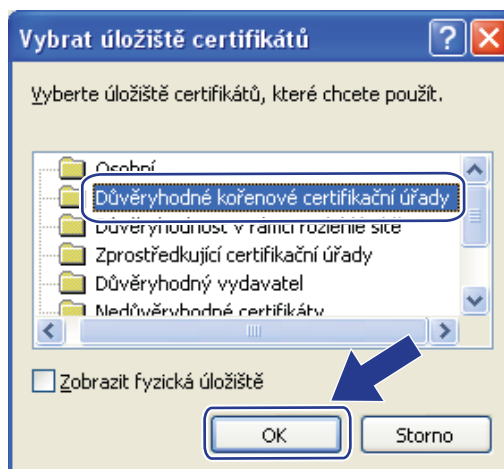 Vybrat úložiště certifikátů
Vyberte úložiště certifikátů, které chcete použít.
Osobní
Důvěryhodné kořenové certifikační úřady
Důvěryhodnost v rámci rozlehlé sítě
Zprostředkující certifikační úřady
Důvěryhodný vydavatel
Nedůvěryhodné certifikáty
Zobrazit fyzická úložiště
OK
Storno